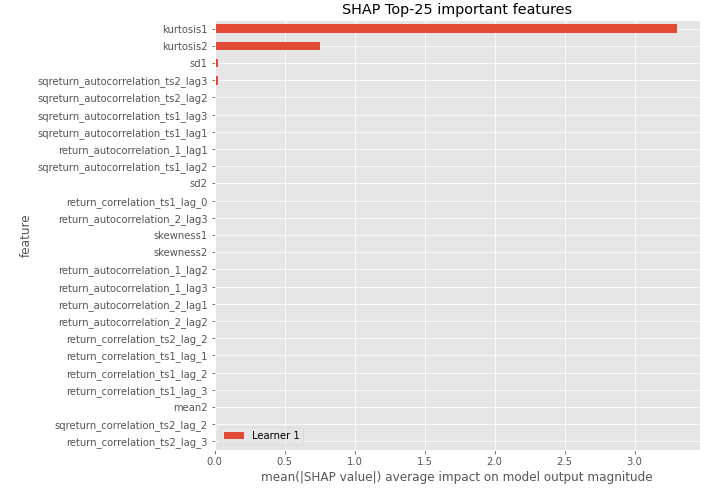 SHAP Top-25 important features
kurtosis1
kurtosis2
sd1
sqreturn_autocorrelation_ts2_lag3
sqreturn_autocorrelation_ts2_lag2
sqreturn_autocorrelation_ts1_lag3
sqreturn_autocorrelation_ts1_lag1
return_autocorrelation_1_lag1
sqreturn_autocorrelation_ts1_lag2
sd2
return_correlation_ts1_lag_0
return_autocorrelation_2_lag3
skewness1
skewness2
return_autocorrelation_1_lag2
return_autocorrelation_1_lag3
return_autocorrelation_2_lag1
return_autocorrelation_2_lag2
return_correlation_ts2_lag_2
return_correlation_ts1_lag_1
return_correlation_ts1_lag_2
return_correlation_ts1_lag_3
mean2
sqreturn_correlation_ts2_lag_2
return_correlation_ts2_lag_3
feature
Learner 1
0.0 0.5 1.0 1.5 2.0 2.5 3.0
mean(|SHAP value|) average impact on model output magnitude